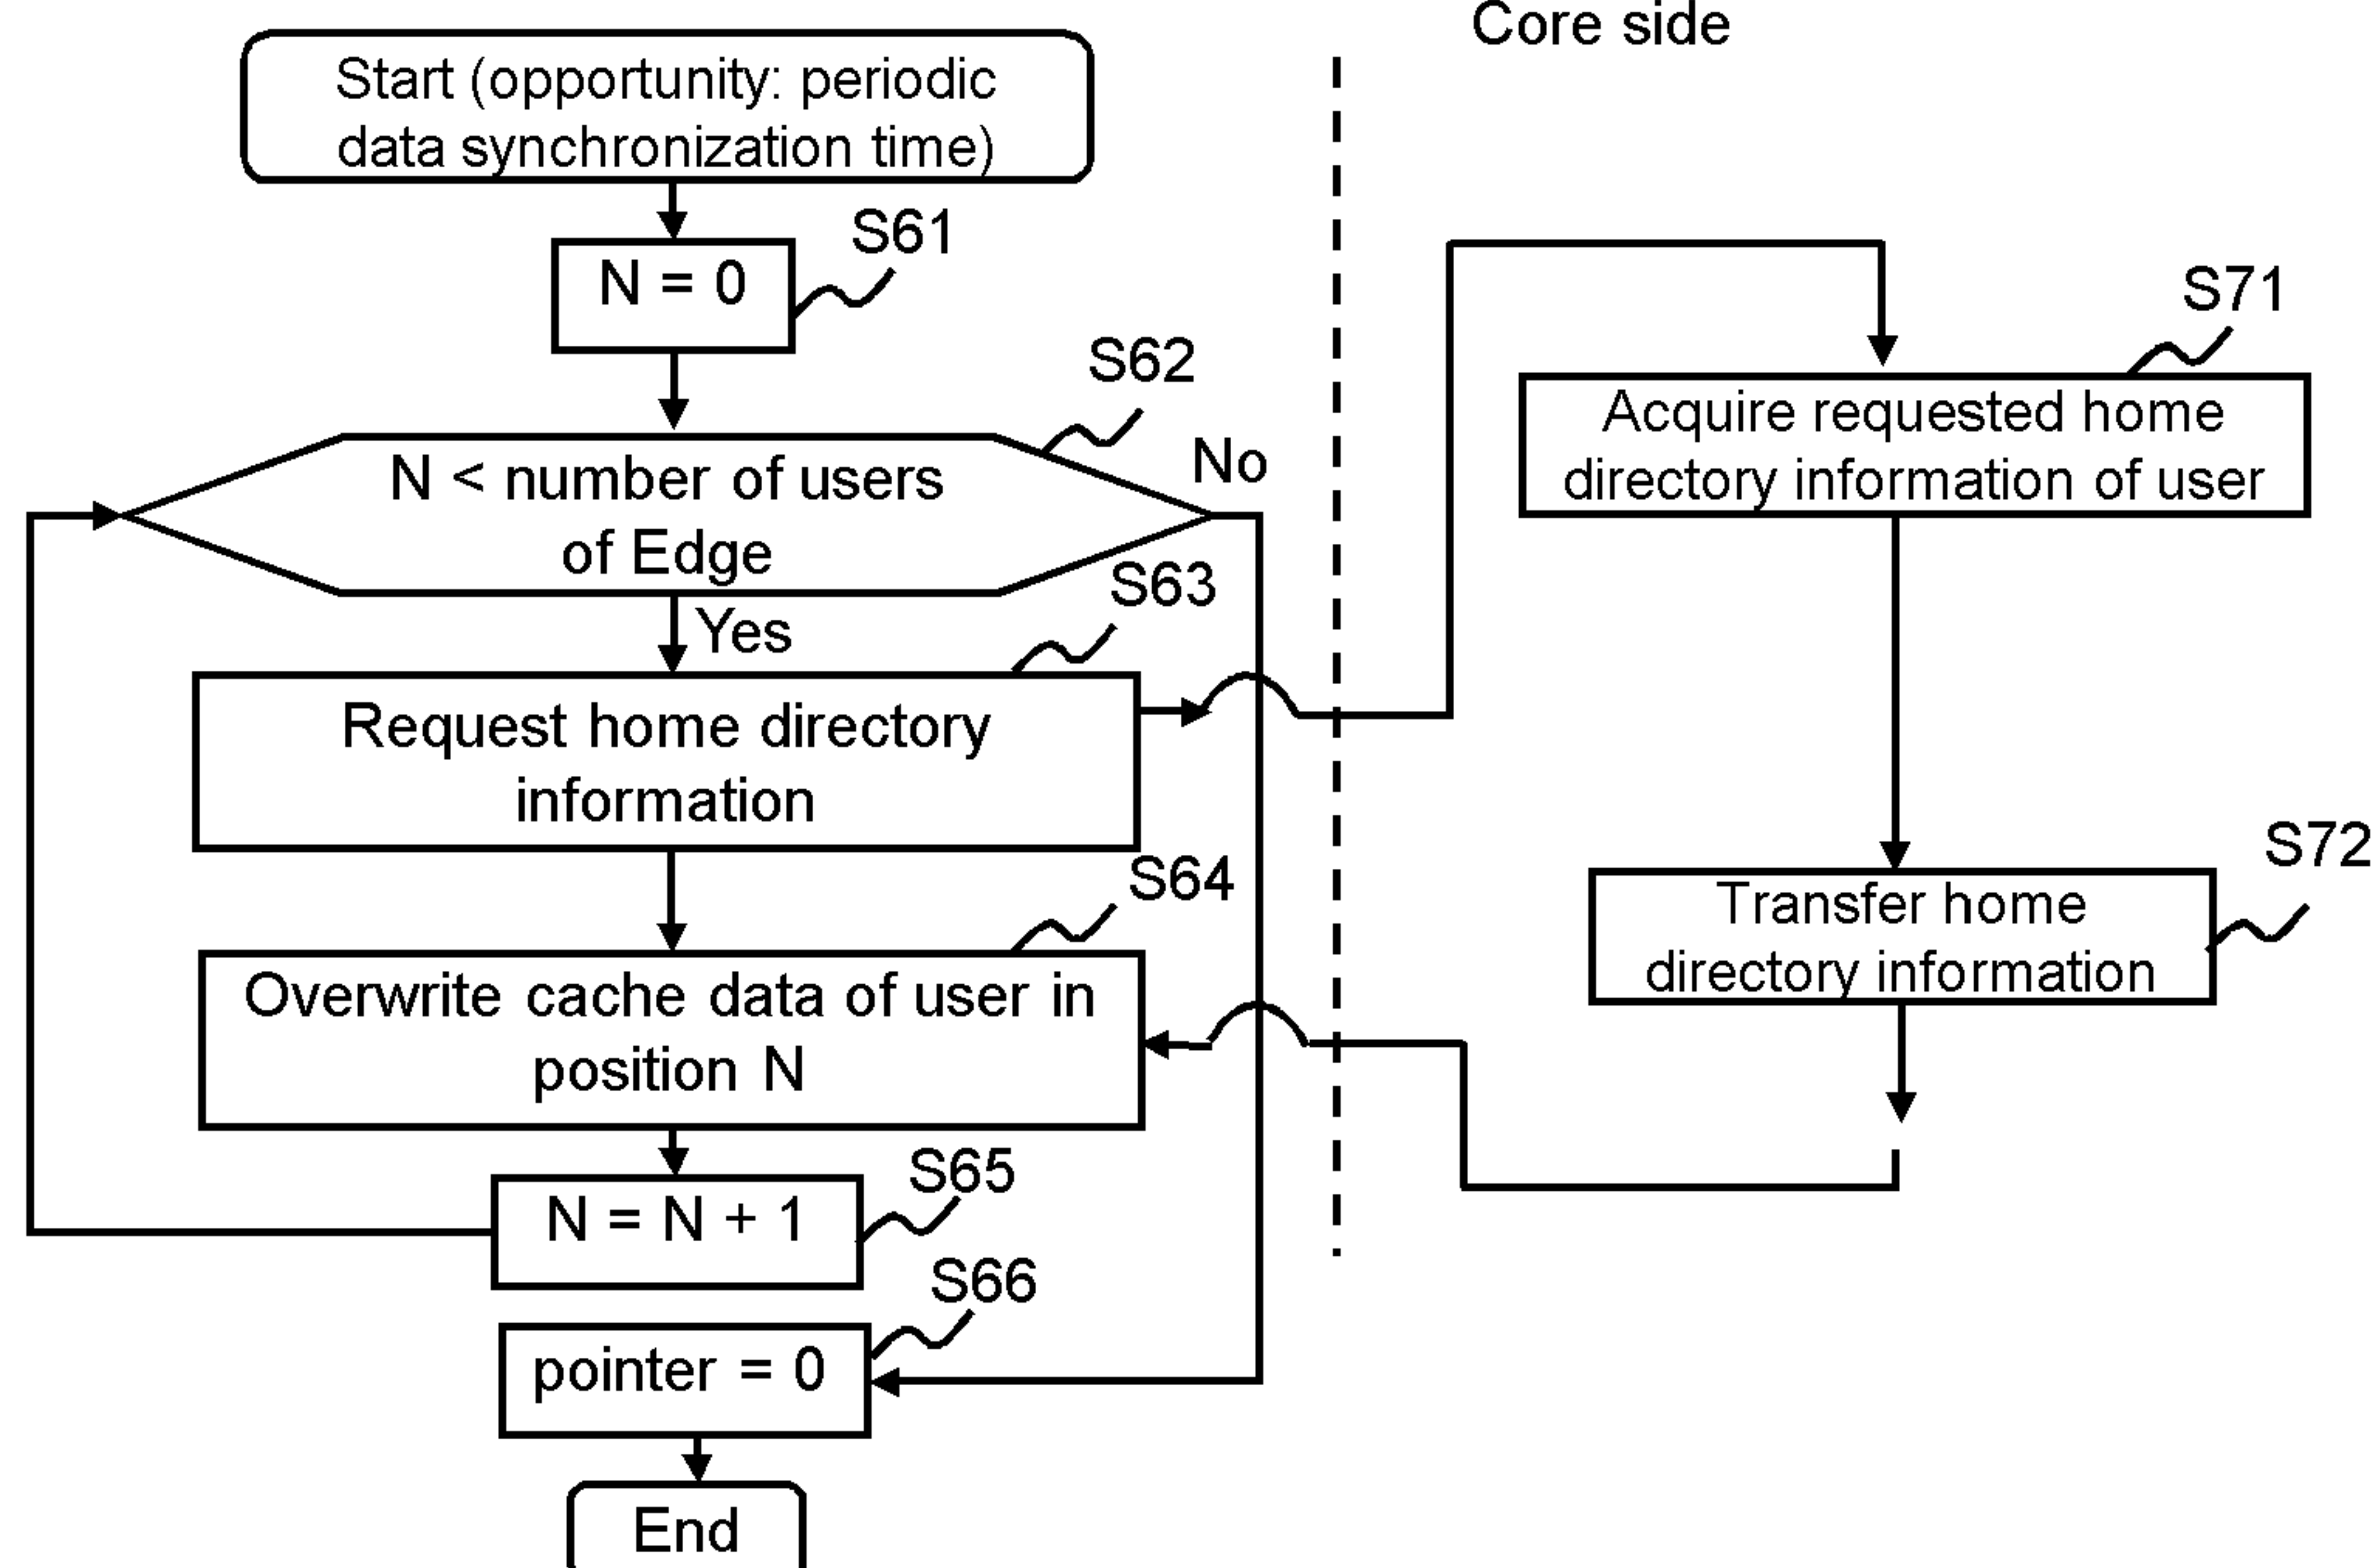 Core side
Start (opportunity: periodic
data synchronization time)
S61
N = 0
S62
N < number of users
of Edge
No
Yes
S63
Request home directory
information
S64
Overwrite cache data of user in
position N
S65
N = N + 1
S66
pointer = 0
End
S71
Acquire requested home
directory information of user
S72
Transfer home
directory information